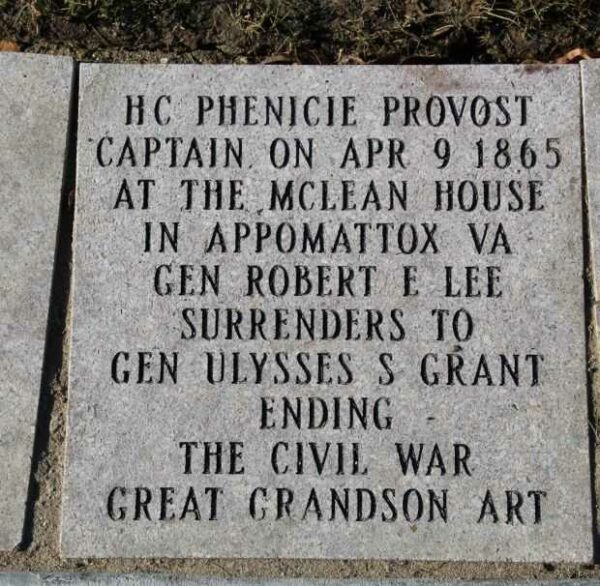 HC PHENICIE PROVOST
CAPTAIN ON APR 9 1865
AT THE MCLEAN HOUSE
IN APPOMATTOX VA
GEN ROBERT E LEE
SURRENDERS TO
GEN ULYSSES S GRANT
ENDING
THE CIVIL WAR
GREAT GRANDSON ART